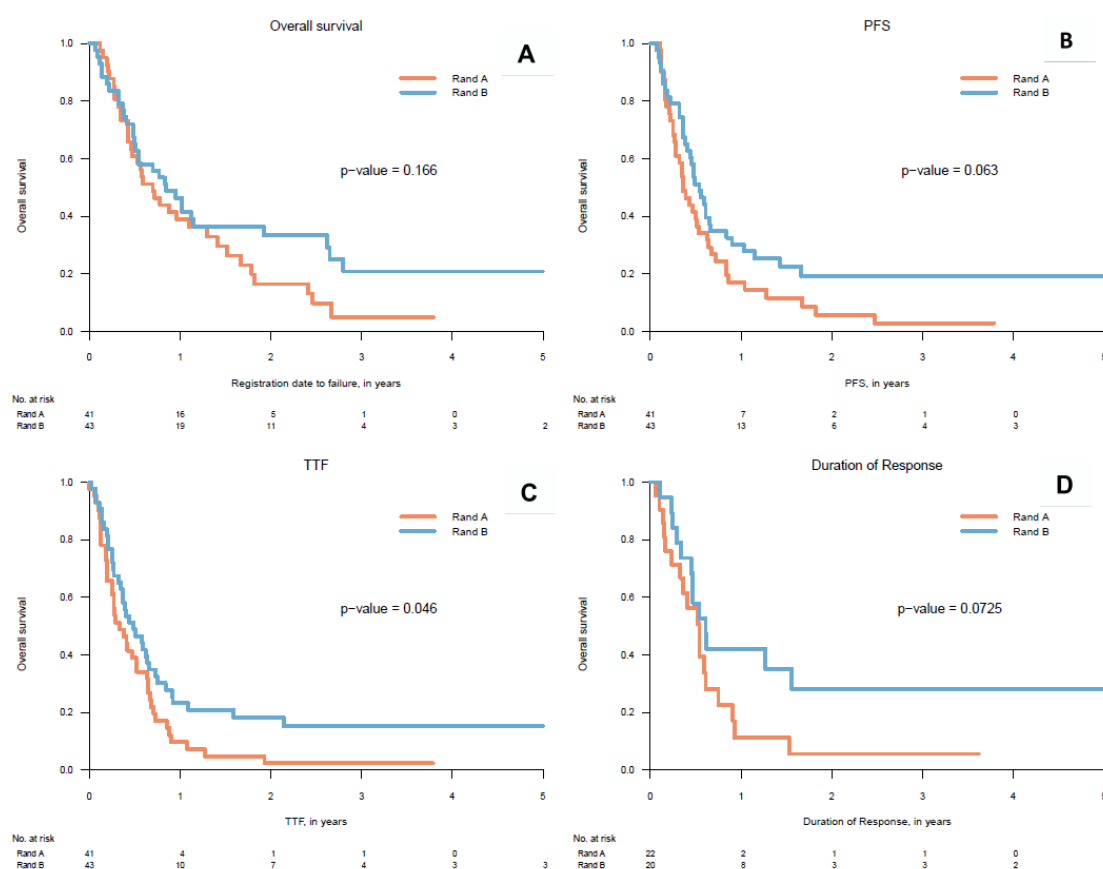 Overall survival
A
1.0
0.8
0.6
0.4
0.2
0.0
Overall survival
Rand A
Rand B
p−value = 0.166
0 1 2 3 4 5
Registration date to failure, in years
No. at risk
Rand A 41 16 5 1 0
Rand B 43 19 11 4 3 2
PFS
B
1.0
0.8
0.6
0.4
0.2
0.0
Overall survival
Rand A
Rand B
p−value = 0.063
0 1 2 3 4 5
PFS, in years
No. at risk
Rand A 41 7 2 1 0
Rand B 43 13 6 4 3
TTF
C
1.0
0.8
0.6
0.4
0.2
0.0
Overall survival
Rand A
Rand B
p−value = 0.046
0 1 2 3 4 5
TTF, in years
No. at risk
Rand A 41 4 1 1 0
Rand B 43 10 7 4 3 3
Duration of Response
D
1.0
0.8
0.6
0.4
0.2
0.0
Overall survival
Rand A
Rand B
p−value = 0.0725
0 1 2 3 4 5
Duration of Response, in years
No. at risk
Rand A 22 2 1 1 0
Rand B 20 8 3 3 2